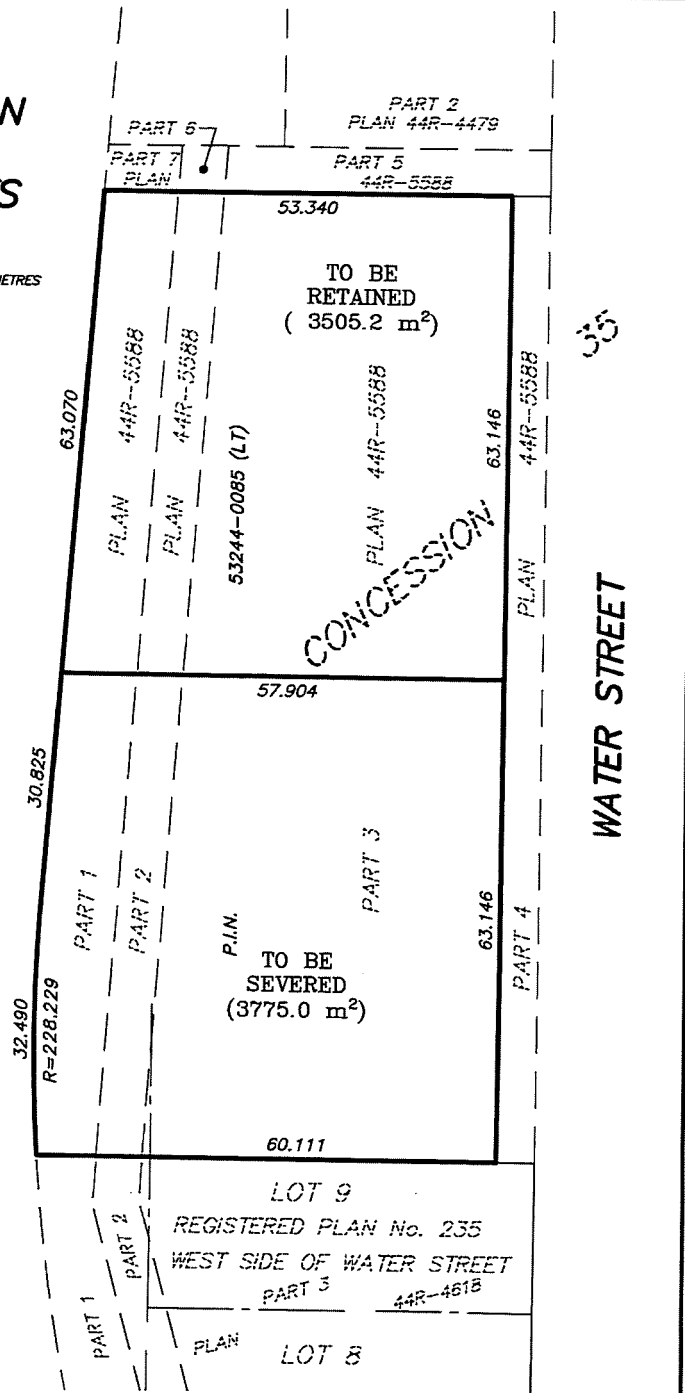 N
S
METRES
PART 2
PLAN 44R-4479
PART 6
PART 7
PLAN
PART 5
44R-5588
53.340
TO BE
RETAINED
( 3505.2 m²)
35
63.070
PLAN 44R-5588
PLAN 44R-5588
53244-0085 (LT)
PLAN 44R-5588
63.146
PLAN 44R-5588
CONCESSION
57.904
WATER STREET
30.825
PART 1
PART 2
P.I.N.
PART 3
63.146
PART 4
TO BE
SEVERED
(3775.0 m²)
32.490
R=228.229
60.111
LOT 9
REGISTERED PLAN No. 235
WEST SIDE OF WATER STREET
PART 3 44R-4618
PART 2
PART 1
PLAN
LOT 8